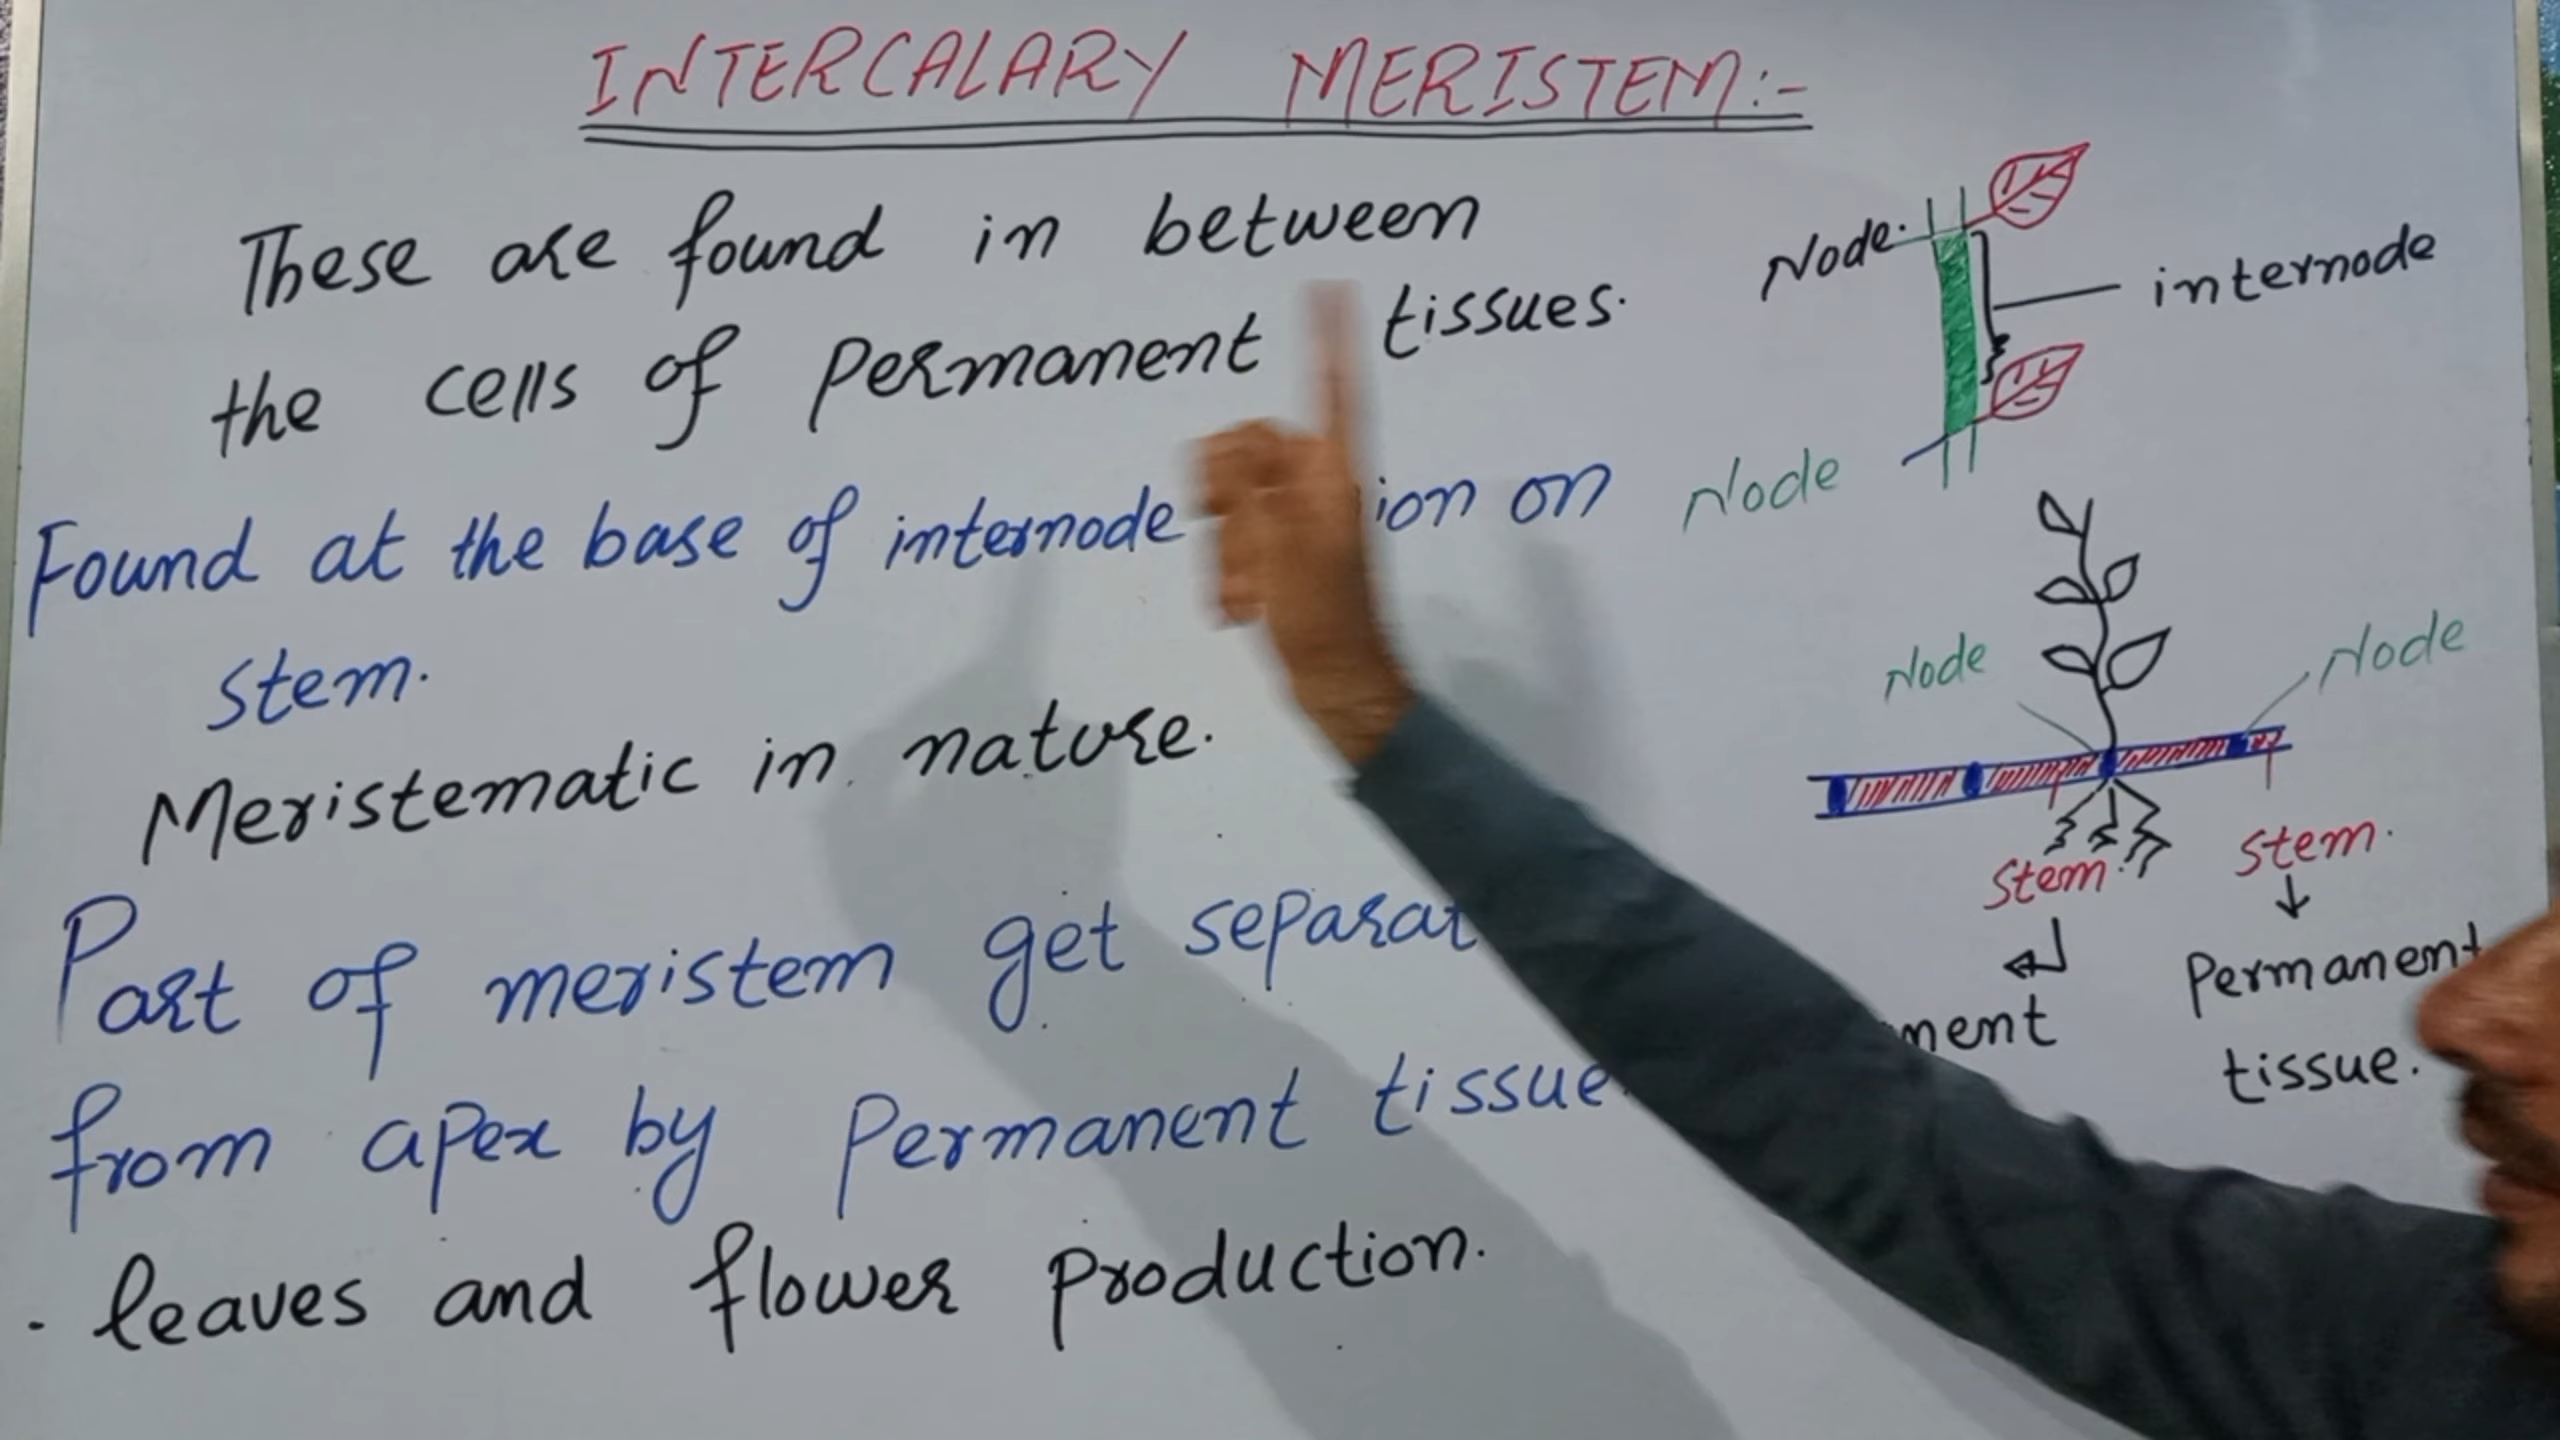 INTERCALARY MERISTEM:-
These are found in between
the cells of Permanent tissues.
Found at the base of internode ion on
stem.
Meristematic in nature.
Part of meristem get separat
from apex by Permanent tissue
. leaves and flower Production.
Node.
internode
Node
Node
Node
Stem.
Stem.
Permanent
ment
tissue.